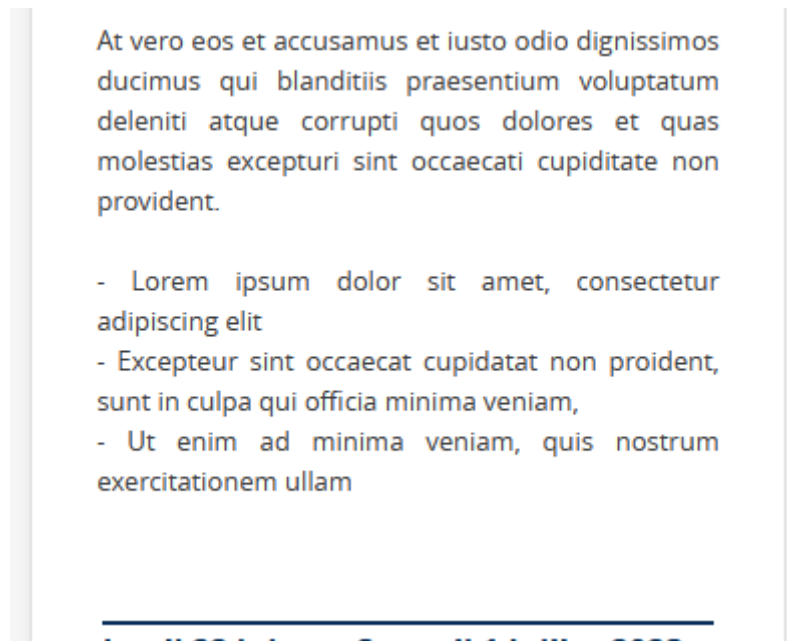 At vero eos et accusamus et iusto odio dignissimos
ducimus qui blanditiis praesentium voluptatum
deleniti atque corrupti quos dolores et quas
molestias excepturi sint occaecati cupiditate non
provident.
- Lorem ipsum dolor sit amet, consectetur
adipiscing elit
- Excepteur sint occaecat cupidatat non proident,
sunt in culpa qui officia minima veniam,
- Ut enim ad minima veniam, quis nostrum
exercitationem ullam